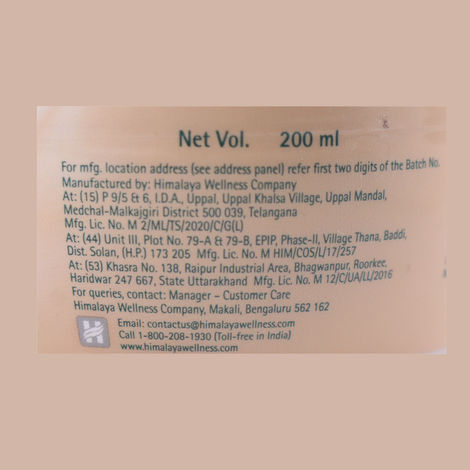 Net Vol. 200 ml
For mfg. location address (see address panel) refer first two digits of the Batch No.
Manufactured by: Himalaya Wellness Company
At: (15) P 9/5 & 6, I.D.A., Uppal, Uppal Khalsa Village, Uppal Mandal,
Medchal-Malkajgiri District 500 039, Telangana
Mfg. Lic. No. M 2/ML/TS/2020/C/G(L)
At: (44) Unit III, Plot No. 79-A & 79-B, EPIP, Phase-II, Village Thana, Baddi,
Dist. Solan, (H.P.) 173 205 Mfg. Lic. No. M HIM/COS/L/17/257
At: (53) Khasra No. 138, Raipur Industrial Area, Bhagwanpur, Roorkee,
Haridwar 247 667, State Uttarakhand Mfg. Lic. No. M 12/C/UA/LL/2016
For queries, contact: Manager – Customer Care
Himalaya Wellness Company, Makali, Bengaluru 562 162
Email: contactus@himalayawellness.com
Call 1-800-208-1930 (Toll-free in India)
www.himalayawellness.com